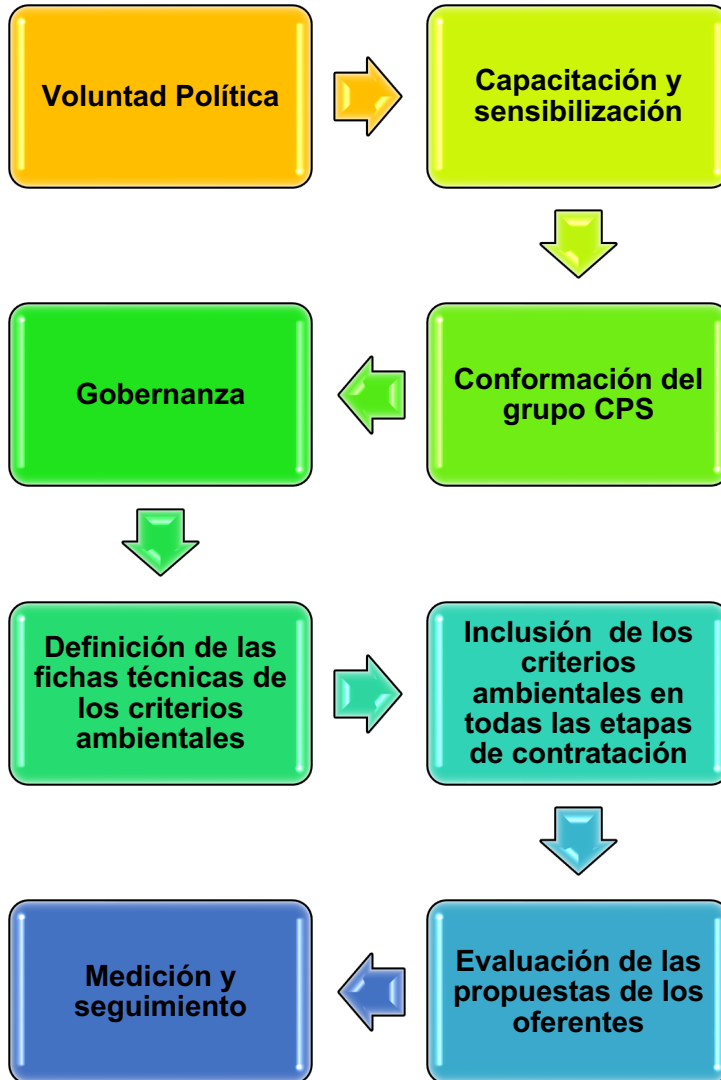 Voluntad Política
Capacitación y
sensibilización
Conformación del
grupo CPS
Gobernanza
Definición de las
fichas técnicas de
los criterios
ambientales
Inclusión de los
criterios
ambientales en
todas las etapas
de contratación
Evaluación de las
propuestas de los
oferentes
Medición y
seguimiento